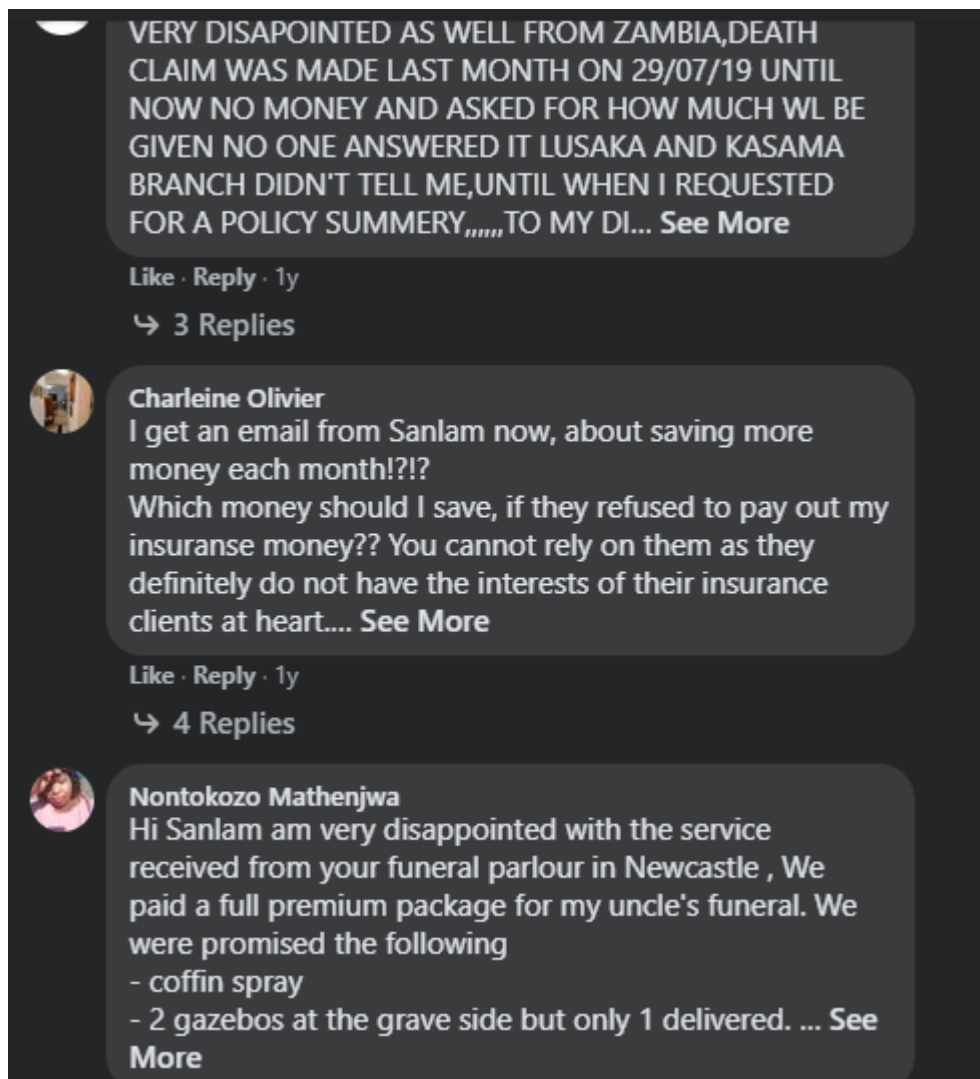 VERY DISAPOINTED AS WELL FROM ZAMBIA,DEATH
CLAIM WAS MADE LAST MONTH ON 29/07/19 UNTIL
NOW NO MONEY AND ASKED FOR HOW MUCH WL BE
GIVEN NO ONE ANSWERED IT LUSAKA AND KASAMA
BRANCH DIDN'T TELL ME,UNTIL WHEN I REQUESTED
FOR A POLICY SUMMERY,,,,,,TO MY DI... See More
Like · Reply · 1y
3 Replies
Charleine Olivier
I get an email from Sanlam now, about saving more
money each month!?!?
Which money should I save, if they refused to pay out my
insuranse money?? You cannot rely on them as they
definitely do not have the interests of their insurance
clients at heart.... See More
Like · Reply · 1y
4 Replies
Nontokozo Mathenjwa
Hi Sanlam am very disappointed with the service
received from your funeral parlour in Newcastle , We
paid a full premium package for my uncle's funeral. We
were promised the following
- coffin spray
- 2 gazebos at the grave side but only 1 delivered. ... See
More